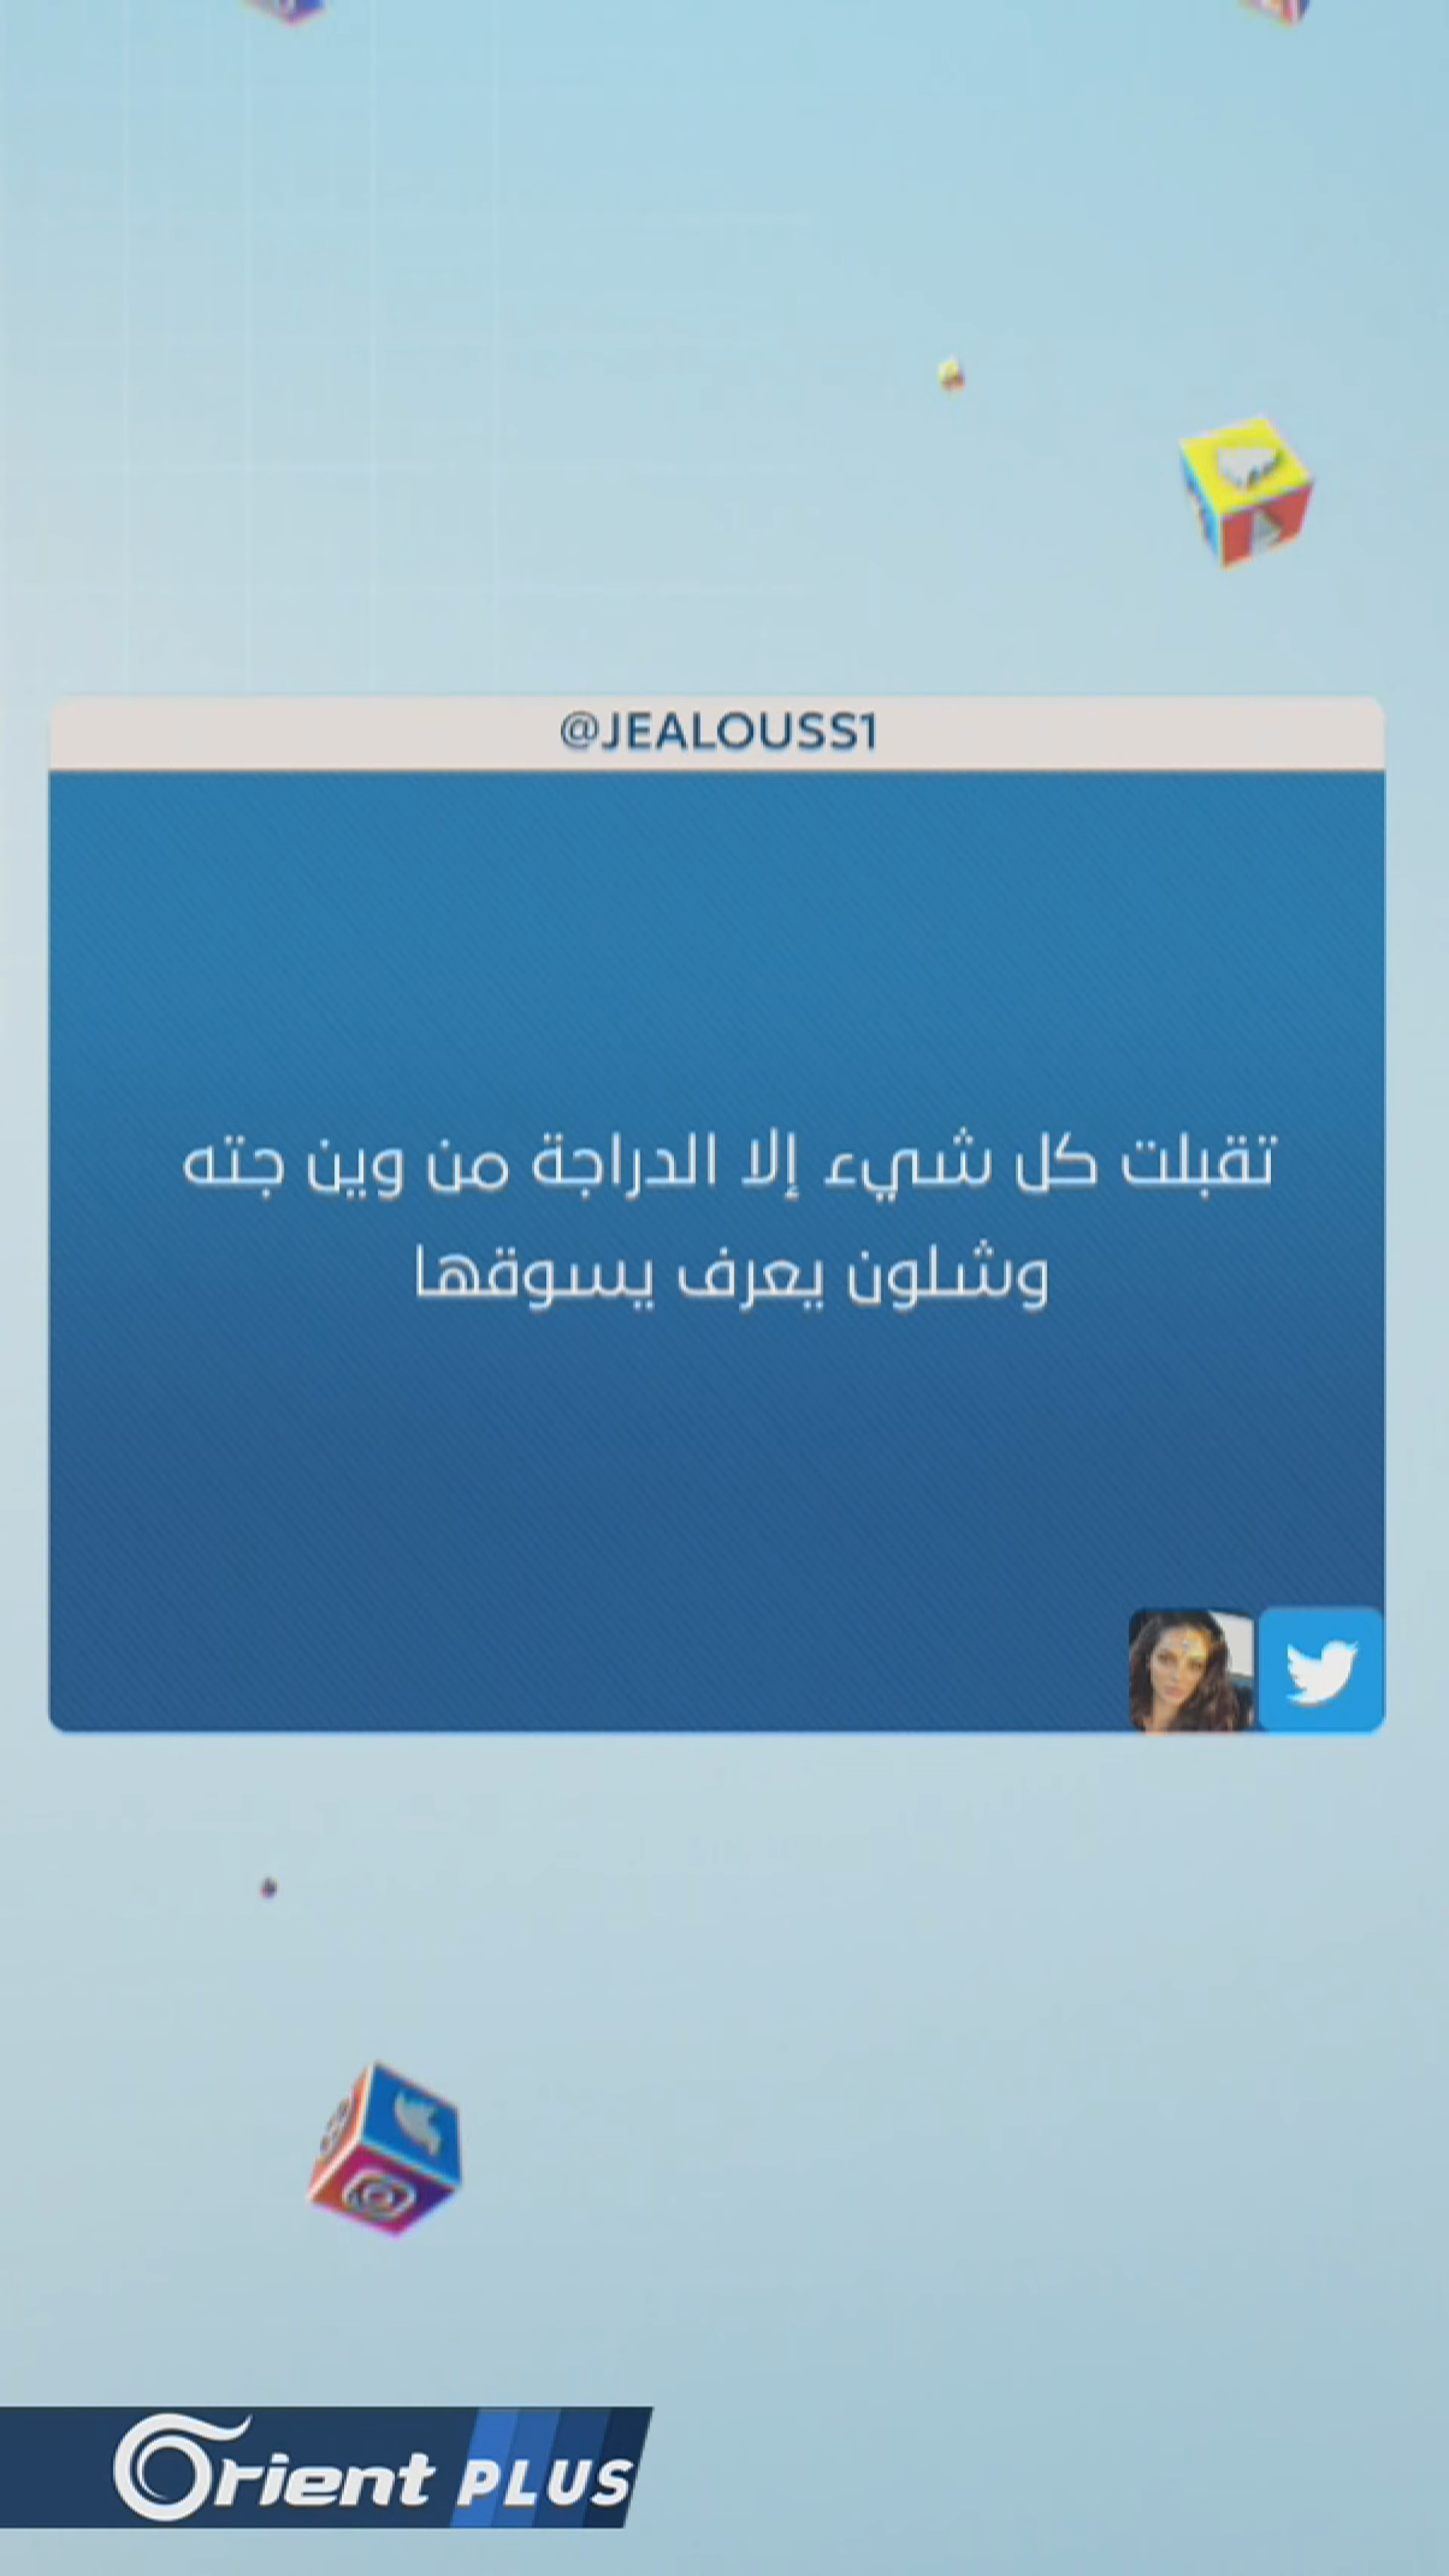 @JEALOUSS1
تقبلت كل شيء إلا الدراجة من وين جته
وشلون يعرف يسوقها
Orient PLUS